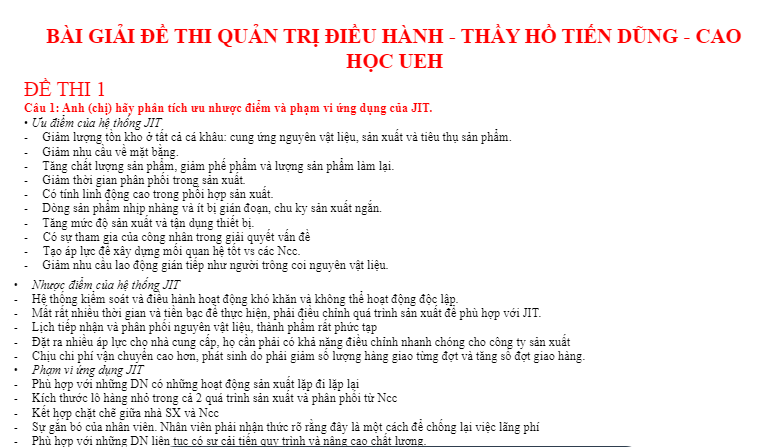 BÀI GIẢI ĐỀ THI QUẢN TRỊ ĐIỀU HÀNH - THẦY HỒ TIẾN DŨNG - CAO
HỌC UEH
ĐỀ THI 1
Câu 1: Anh (chị) hãy phân tích ưu nhược điểm và phạm vi ứng dụng của JIT.
• Ưu điểm của hệ thống JIT
- Giảm lượng tồn kho ở tất cả cá khâu: cung ứng nguyên vật liệu, sản xuất và tiêu thụ sản phẩm.
- Giảm nhu cầu về mặt bằng.
- Tăng chất lượng sản phẩm, giảm phế phẩm và lượng sản phẩm làm lại.
- Giảm thời gian phân phối trong sản xuất.
- Có tính linh động cao trong phối hợp sản xuất.
- Dòng sản phẩm nhịp nhàng và ít bị gián đoạn, chu kỳ sản xuất ngắn.
- Tăng mức độ sản xuất và tận dụng thiết bị.
- Có sự tham gia của công nhân trong giải quyết vấn đề
- Tạo áp lực để xây dựng mối quan hệ tốt vs các Ncc.
- Giảm nhu cầu lao động gián tiếp như người trông coi nguyên vật liệu.
• Nhược điểm của hệ thống JIT
- Hệ thống kiểm soát và điều hành hoạt động khó khăn và không thể hoạt động độc lập.
- Mất rất nhiều thời gian và tiền bạc để thực hiện, phải điều chính quá trình sản xuất để phù hợp với JIT.
- Lịch tiếp nhận và phân phối nguyên vật liệu, thành phẩm rất phức tạp
- Đặt ra nhiều áp lực cho nhà cung cấp, họ cần phải có khả năng điều chỉnh nhanh chóng cho công ty sản xuất
- Chịu chi phí vận chuyển cao hơn, phát sinh do phải giảm số lượng hàng giao từng đợt và tăng số đợt giao hàng.
• Phạm vi ứng dụng JIT
- Phù hợp với những DN có những hoạt động sản xuất lặp đi lặp lại
- Kích thước lô hàng nhỏ trong cả 2 quá trình sản xuất và phân phối từ Ncc
- Kết hợp chặt chẽ giữa nhà SX và Ncc
- Sự gắn bó của nhân viên. Nhân viên phải nhận thức rõ rằng đây là một cách để chống lại việc lãng phí
- Phù hợp với những DN liên tục có sự cải tiến quy trình và nâng cao chất lượng.